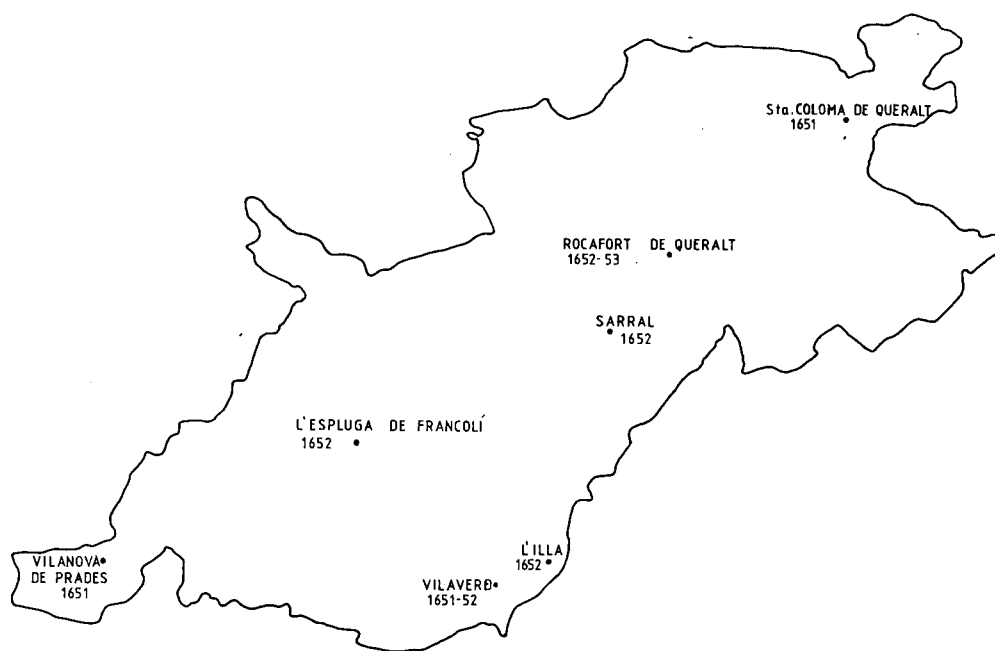 Sta. COLOMA DE QUERALT
1651
ROCAFORT DE QUERALT
1652-53
SARRAL
1652
L'ESPLUGA DE FRANCOLÍ
1652
L'ILLA
1652
VILANOVA
DE PRADES
1651
VILAVERD
1651-52